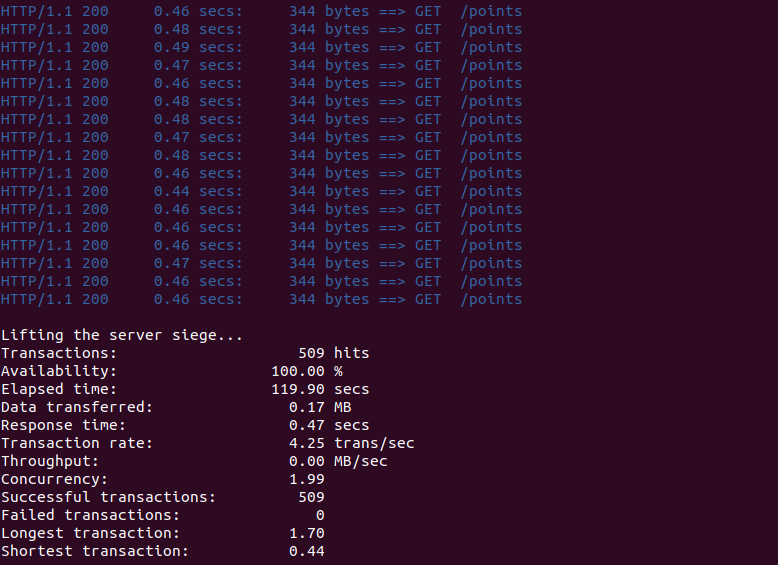 HTTP/1.1 200     0.46 secs:     344 bytes ==> GET  /points
HTTP/1.1 200     0.48 secs:     344 bytes ==> GET  /points
HTTP/1.1 200     0.49 secs:     344 bytes ==> GET  /points
HTTP/1.1 200     0.47 secs:     344 bytes ==> GET  /points
HTTP/1.1 200     0.46 secs:     344 bytes ==> GET  /points
HTTP/1.1 200     0.48 secs:     344 bytes ==> GET  /points
HTTP/1.1 200     0.48 secs:     344 bytes ==> GET  /points
HTTP/1.1 200     0.47 secs:     344 bytes ==> GET  /points
HTTP/1.1 200     0.48 secs:     344 bytes ==> GET  /points
HTTP/1.1 200     0.46 secs:     344 bytes ==> GET  /points
HTTP/1.1 200     0.44 secs:     344 bytes ==> GET  /points
HTTP/1.1 200     0.46 secs:     344 bytes ==> GET  /points
HTTP/1.1 200     0.46 secs:     344 bytes ==> GET  /points
HTTP/1.1 200     0.46 secs:     344 bytes ==> GET  /points
HTTP/1.1 200     0.47 secs:     344 bytes ==> GET  /points
HTTP/1.1 200     0.46 secs:     344 bytes ==> GET  /points
HTTP/1.1 200     0.46 secs:     344 bytes ==> GET  /points

Lifting the server siege...
Transactions:                    509 hits
Availability:                 100.00 %
Elapsed time:                 119.90 secs
Data transferred:               0.17 MB
Response time:                  0.47 secs
Transaction rate:               4.25 trans/sec
Throughput:                     0.00 MB/sec
Concurrency:                    1.99
Successful transactions:         509
Failed transactions:               0
Longest transaction:            1.70
Shortest transaction:           0.44